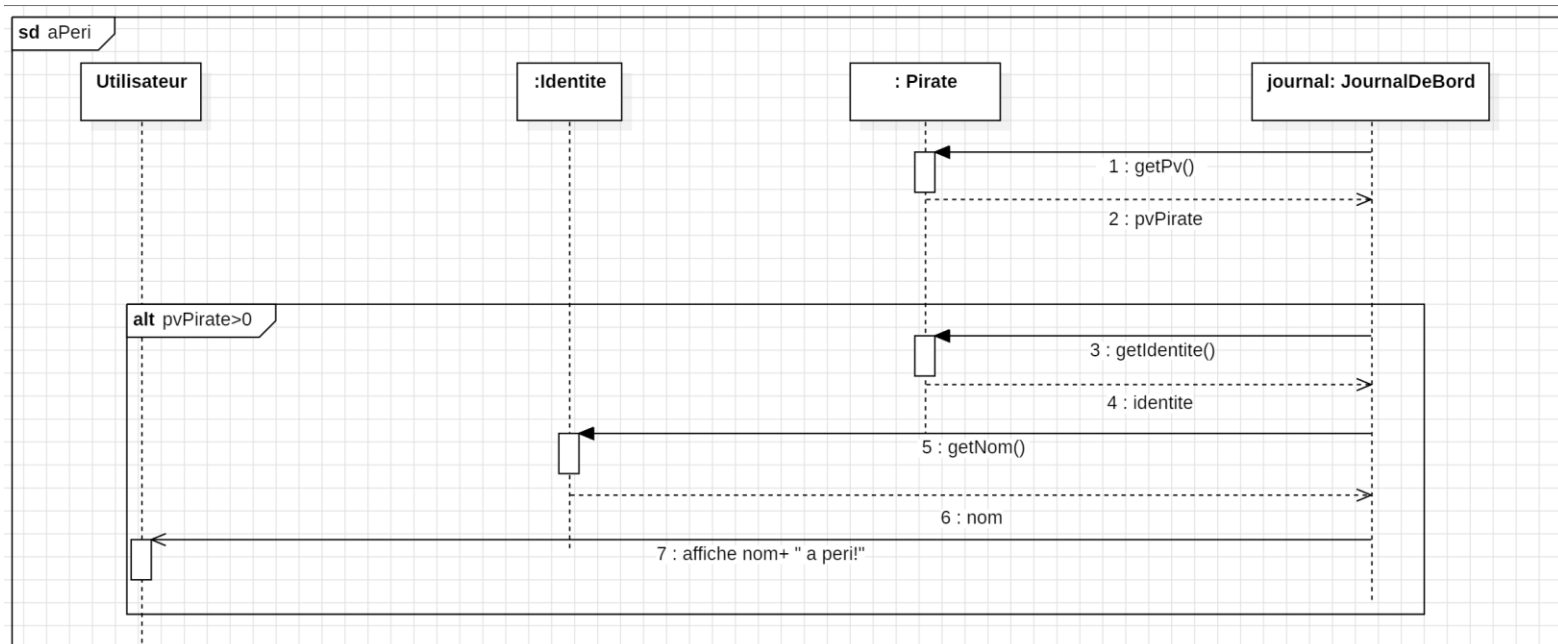 sd aPeri
Utilisateur
:Identite
: Pirate
journal: JournalDeBord
1 : getPv()
2 : pvPirate
alt pvPirate>0
3 : getIdentite()
4 : identite
5 : getNom()
6 : nom
7 : affiche nom+ " a peri!"